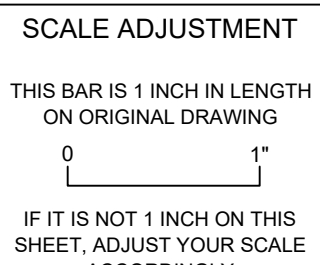 SCALE ADJUSTMENT
THIS BAR IS 1 INCH IN LENGTH
ON ORIGINAL DRAWING
0 1"
IF IT IS NOT 1 INCH ON THIS
SHEET, ADJUST YOUR SCALE
ACCORDINGLY